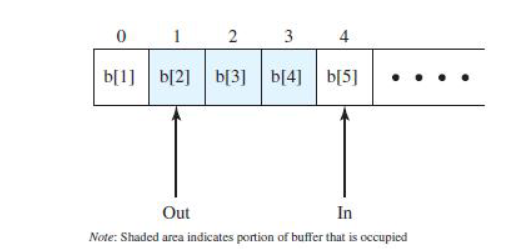 0 1 2 3 4
b[1] b[2] b[3] b[4] b[5] • • • •
Out In
Note: Shaded area indicates portion of buffer that is occupied